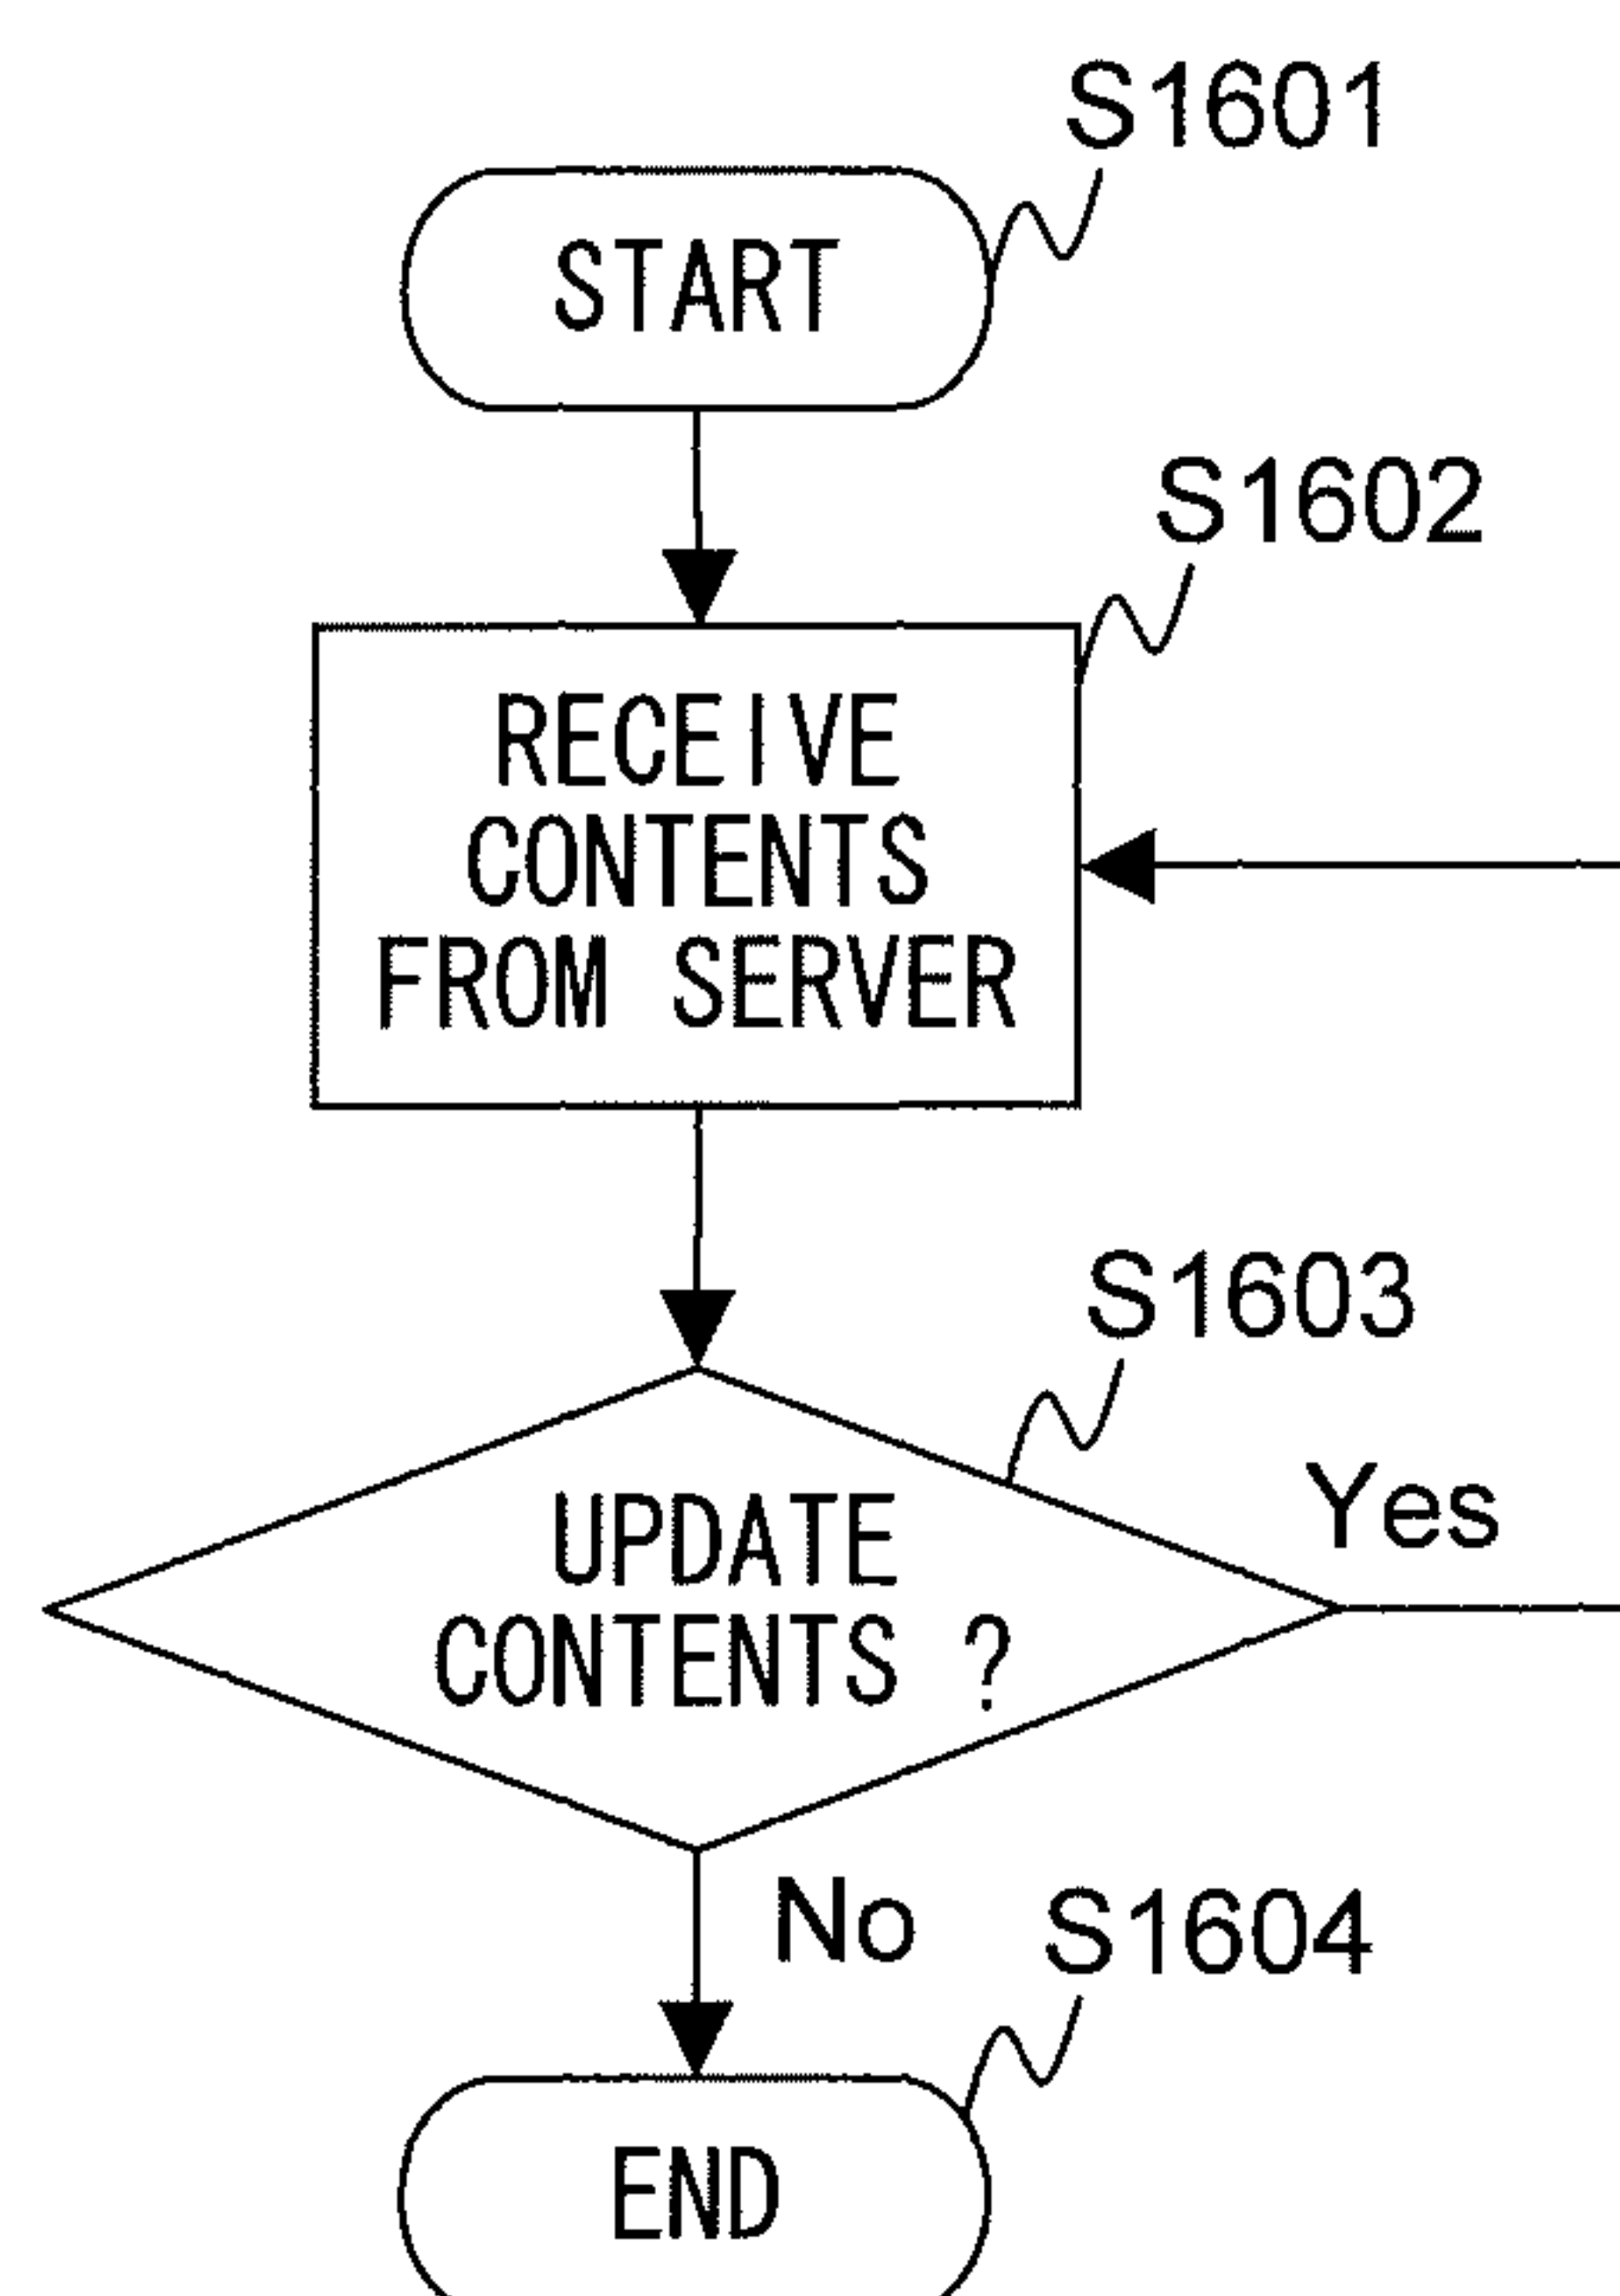 S1601
START
S1602
RECEIVE
CONTENTS
FROM SERVER
S1603
UPDATE
CONTENTS ?
Yes
No
S1604
END